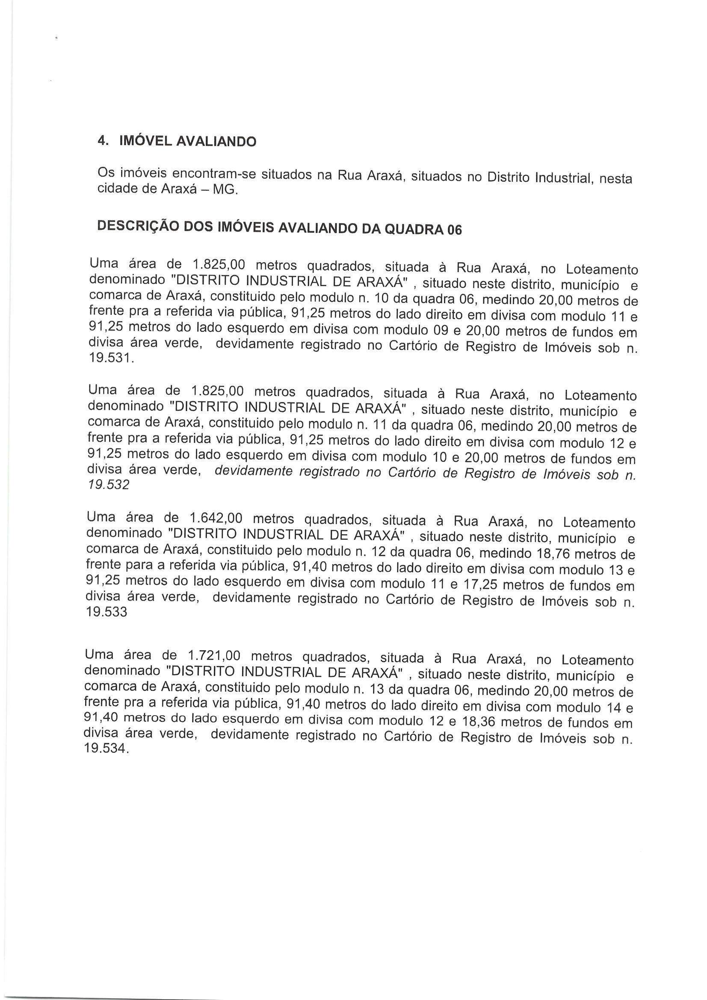 4. IMÓVEL AVALIANDO
Os imóveis encontram-se situados na Rua Araxá, situados no Distrito Industrial, nesta
cidade de Araxá – MG.
DESCRIÇÃO DOS IMÓVEIS AVALIANDO DA QUADRA 06
Uma área de 1.825,00 metros quadrados, situada à Rua Araxá, no Loteamento
denominado "DISTRITO INDUSTRIAL DE ARAXÁ" , situado neste distrito, município e
comarca de Araxá, constituido pelo modulo n. 10 da quadra 06, medindo 20,00 metros de
frente pra a referida via pública, 91,25 metros do lado direito em divisa com modulo 11 e
91,25 metros do lado esquerdo em divisa com modulo 09 e 20,00 metros de fundos em
divisa área verde, devidamente registrado no Cartório de Registro de Imóveis sob n.
19.531.
Uma área de 1.825,00 metros quadrados, situada à Rua Araxá, no Loteamento
denominado "DISTRITO INDUSTRIAL DE ARAXÁ" , situado neste distrito, município e
comarca de Araxá, constituido pelo modulo n. 11 da quadra 06, medindo 20,00 metros de
frente pra a referida via pública, 91,25 metros do lado direito em divisa com modulo 12 e
91,25 metros do lado esquerdo em divisa com modulo 10 e 20,00 metros de fundos em
divisa área verde, devidamente registrado no Cartório de Registro de Imóveis sob n.
19.532
Uma área de 1.642,00 metros quadrados, situada à Rua Araxá, no Loteamento
denominado "DISTRITO INDUSTRIAL DE ARAXÁ" , situado neste distrito, município e
comarca de Araxá, constituido pelo modulo n. 12 da quadra 06, medindo 18,76 metros de
frente para a referida via pública, 91,40 metros do lado direito em divisa com modulo 13 e
91,25 metros do lado esquerdo em divisa com modulo 11 e 17,25 metros de fundos em
divisa área verde, devidamente registrado no Cartório de Registro de Imóveis sob n.
19.533
Uma área de 1.721,00 metros quadrados, situada à Rua Araxá, no Loteamento
denominado "DISTRITO INDUSTRIAL DE ARAXÁ" , situado neste distrito, município e
comarca de Araxá, constituido pelo modulo n. 13 da quadra 06, medindo 20,00 metros de
frente pra a referida via pública, 91,40 metros do lado direito em divisa com modulo 14 e
91,40 metros do lado esquerdo em divisa com modulo 12 e 18,36 metros de fundos em
divisa área verde, devidamente registrado no Cartório de Registro de Imóveis sob n.
19.534.